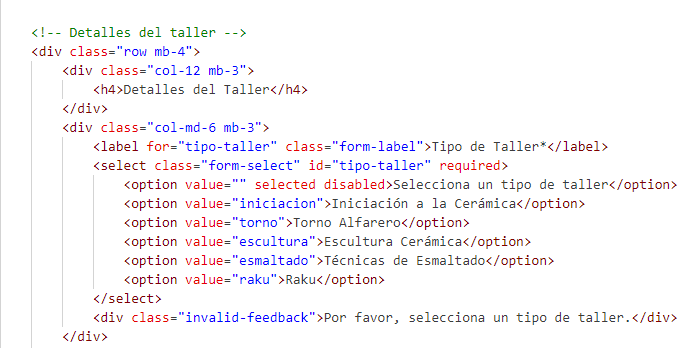 <!-- Detalles del taller -->
<div class="row mb-4">
<div class="col-12 mb-3">
<h4>Detalles del Taller</h4>
</div>
<div class="col-md-6 mb-3">
<label for="tipo-taller" class="form-label">Tipo de Taller*</label>
<select class="form-select" id="tipo-taller" required>
<option value="" selected disabled>Selecciona un tipo de taller</option>
<option value="iniciacion">Iniciación a la Cerámica</option>
<option value="torno">Torno Alfarero</option>
<option value="escultura">Escultura Cerámica</option>
<option value="esmaltado">Técnicas de Esmaltado</option>
<option value="raku">Raku</option>
</select>
<div class="invalid-feedback">Por favor, selecciona un tipo de taller.</div>
</div>